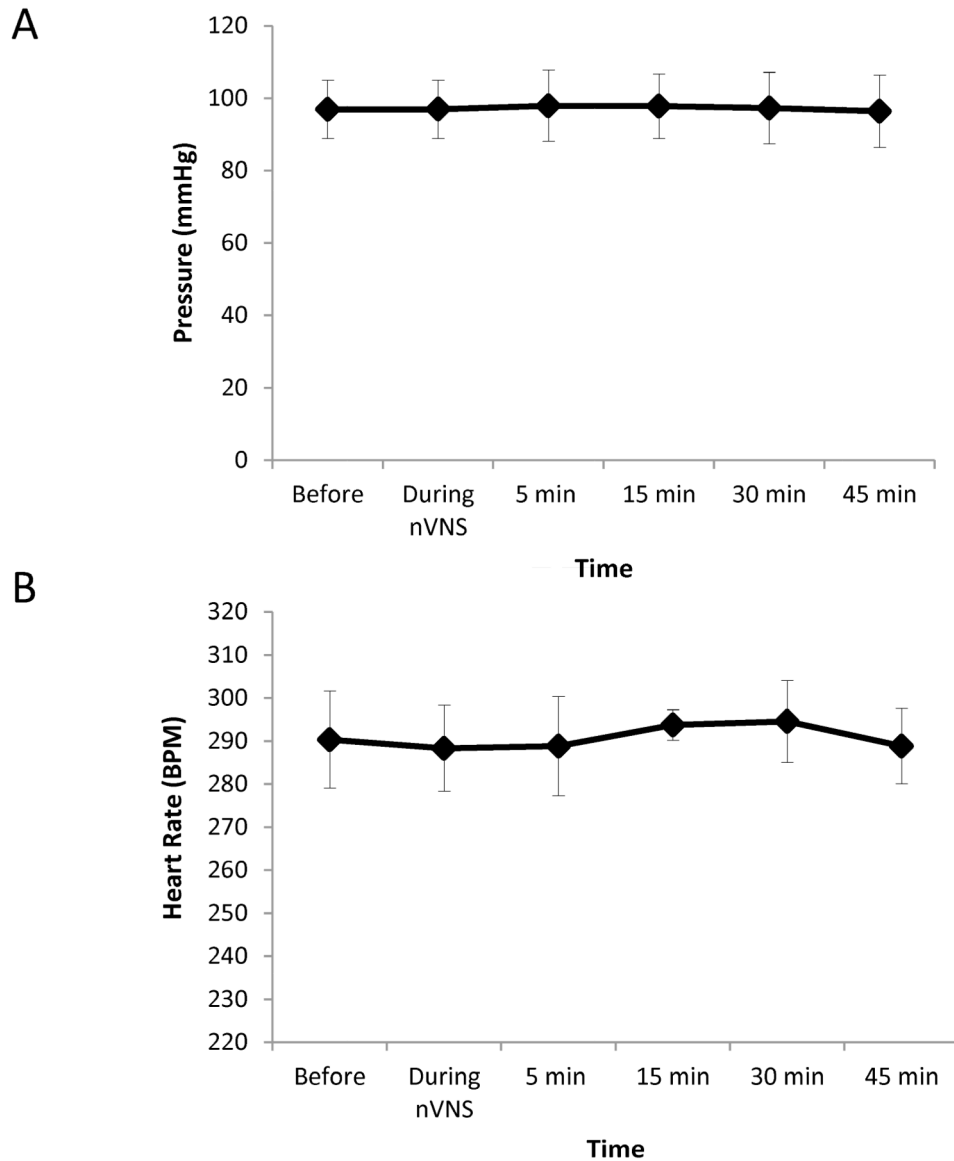 A
120
100
80
60
40
20
0
Pressure (mmHg)
Before During nVNS 5 min 15 min 30 min 45 min
Time
B
320
310
300
290
280
270
260
250
240
230
220
Heart Rate (BPM)
Before During nVNS 5 min 15 min 30 min 45 min
Time